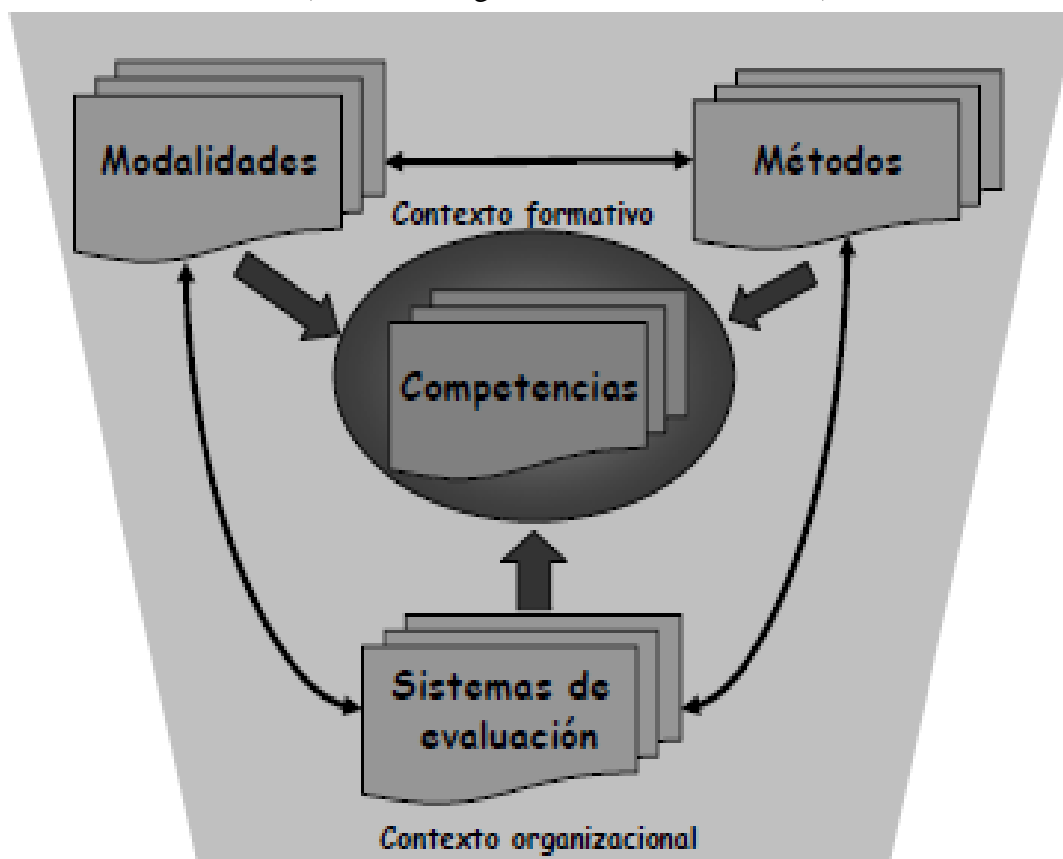 Modalidades
Métodos
Contexto formativo
Competencias
Sistemas de
evaluación
Contexto organizacional